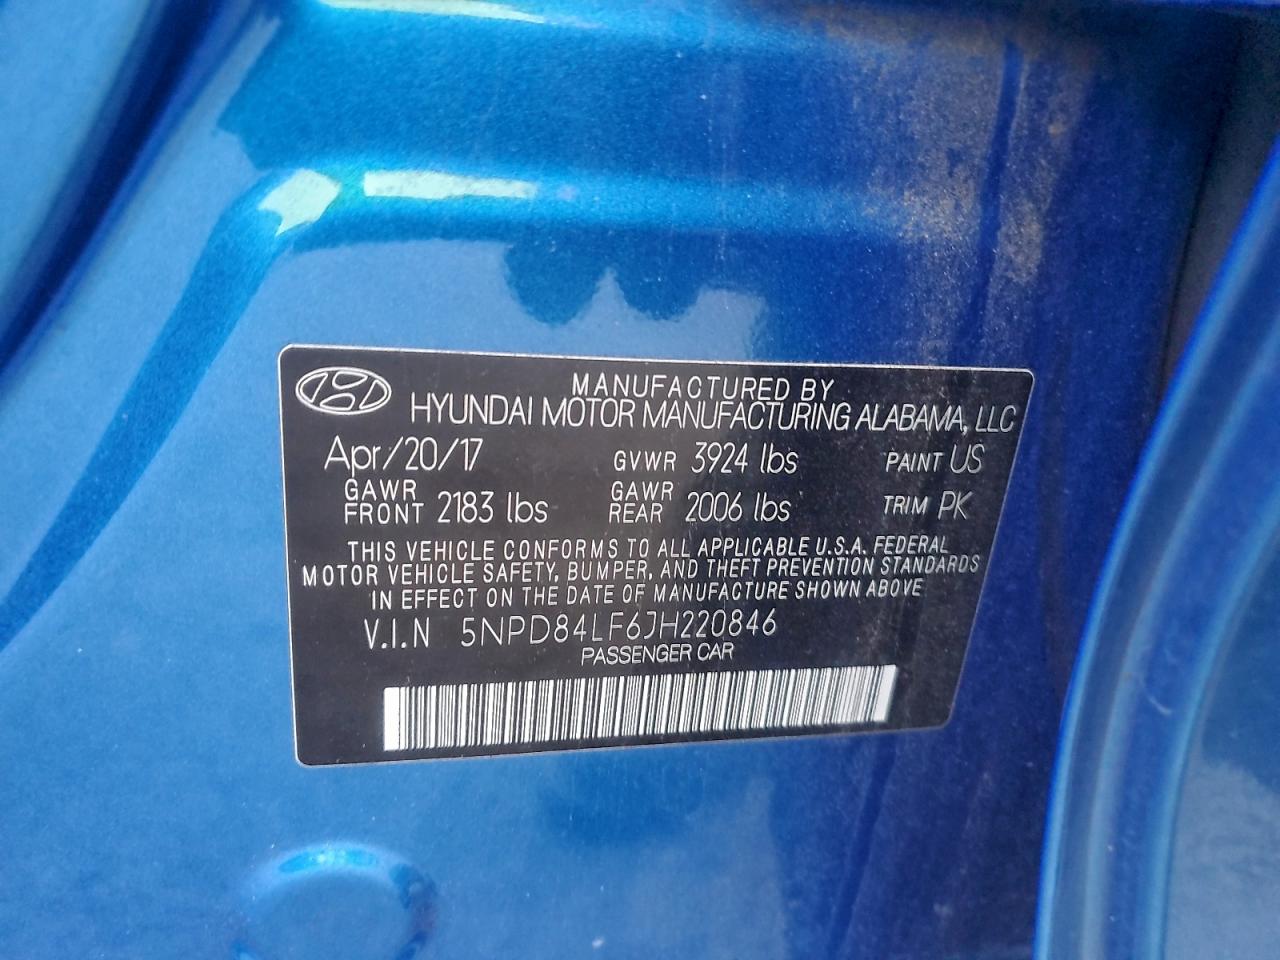 MANUFACTURED BY
HYUNDAI MOTOR MANUFACTURING ALABAMA, LLC
Apr/20/17 GVWR 3924 lbs PAINT US
GAWR FRONT 2183 lbs GAWR REAR 2006 lbs TRIM PK
THIS VEHICLE CONFORMS TO ALL APPLICABLE U.S.A. FEDERAL
MOTOR VEHICLE SAFETY, BUMPER, AND THEFT PREVENTION STANDARDS
IN EFFECT ON THE DATE OF MANUFACTURE SHOWN ABOVE
V.I.N 5NPD84LF6JH220846
PASSENGER CAR